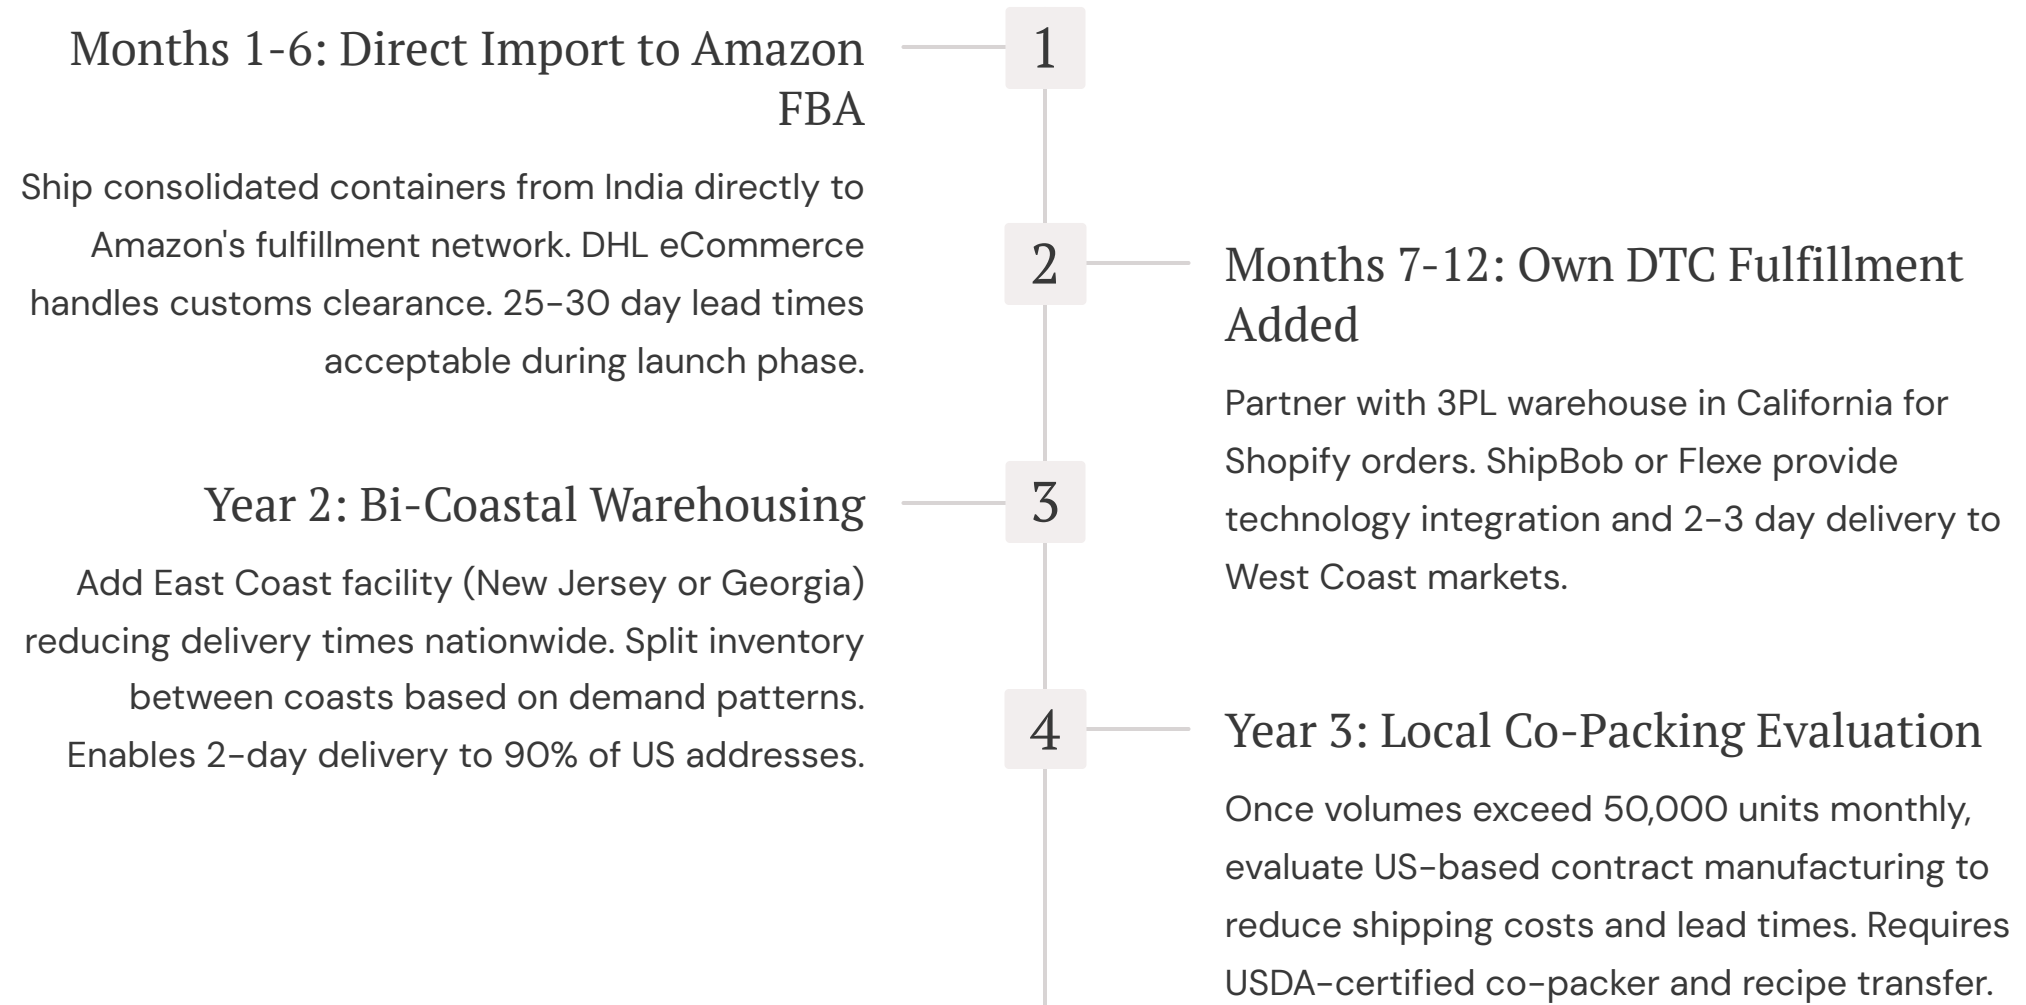 1
Months 1-6: Direct Import to Amazon
FBA
Ship consolidated containers from India directly to
Amazon's fulfillment network. DHL eCommerce
handles customs clearance. 25-30 day lead times
acceptable during launch phase.
2
Months 7-12: Own DTC Fulfillment
Added
Partner with 3PL warehouse in California for
Shopify orders. ShipBob or Flexe provide
technology integration and 2-3 day delivery to
West Coast markets.
3
Year 2: Bi-Coastal Warehousing
Add East Coast facility (New Jersey or Georgia)
reducing delivery times nationwide. Split inventory
between coasts based on demand patterns.
Enables 2-day delivery to 90% of US addresses.
4
Year 3: Local Co-Packing Evaluation
Once volumes exceed 50,000 units monthly,
evaluate US-based contract manufacturing to
reduce shipping costs and lead times. Requires
USDA-certified co-packer and recipe transfer.